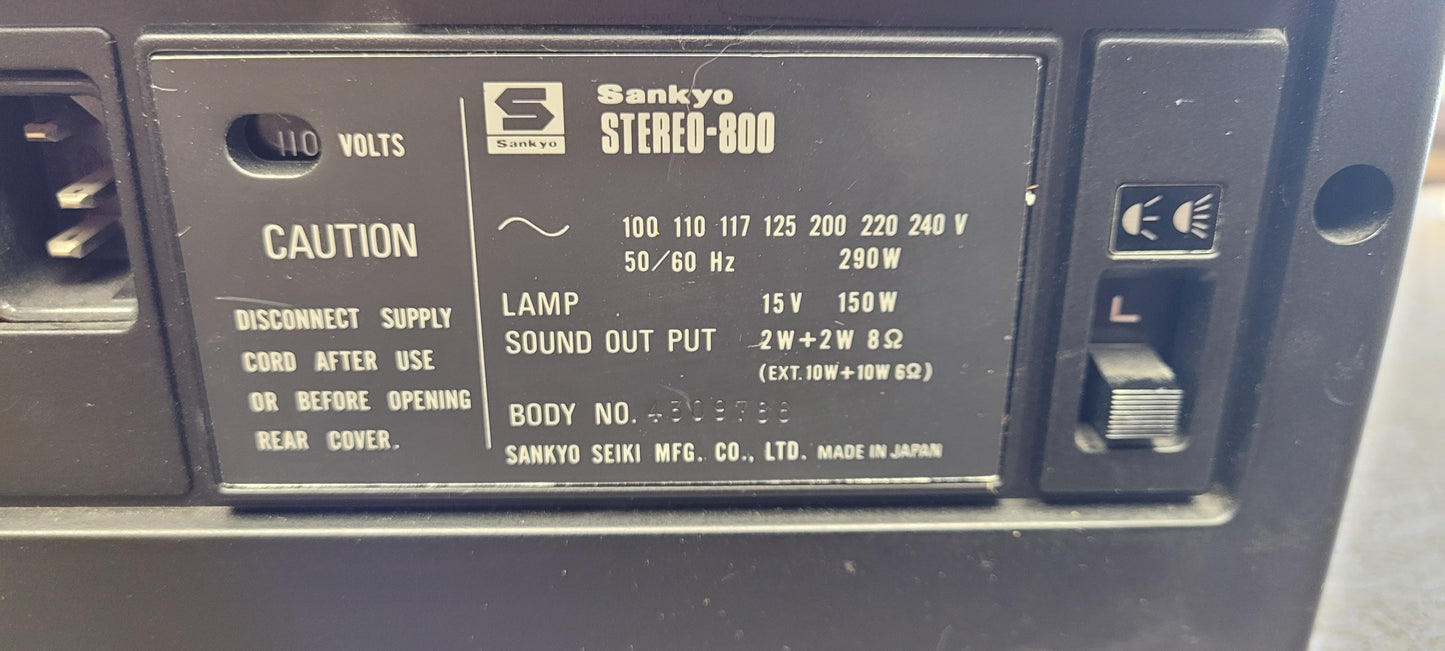 110 VOLTS
CAUTION
DISCONNECT SUPPLY
CORD AFTER USE
OR BEFORE OPENING
REAR COVER.
S
Sankyo
Sankyo
STEREO-800
100 110 117 125 200 220 240 V
50/60 Hz 290W
LAMP 15V 150W
SOUND OUT PUT 2W+2W 8Ω
(EXT.10W+10W 6Ω)
BODY NO. 4309788
SANKYO SEIKI MFG. CO., LTD. MADE IN JAPAN
L